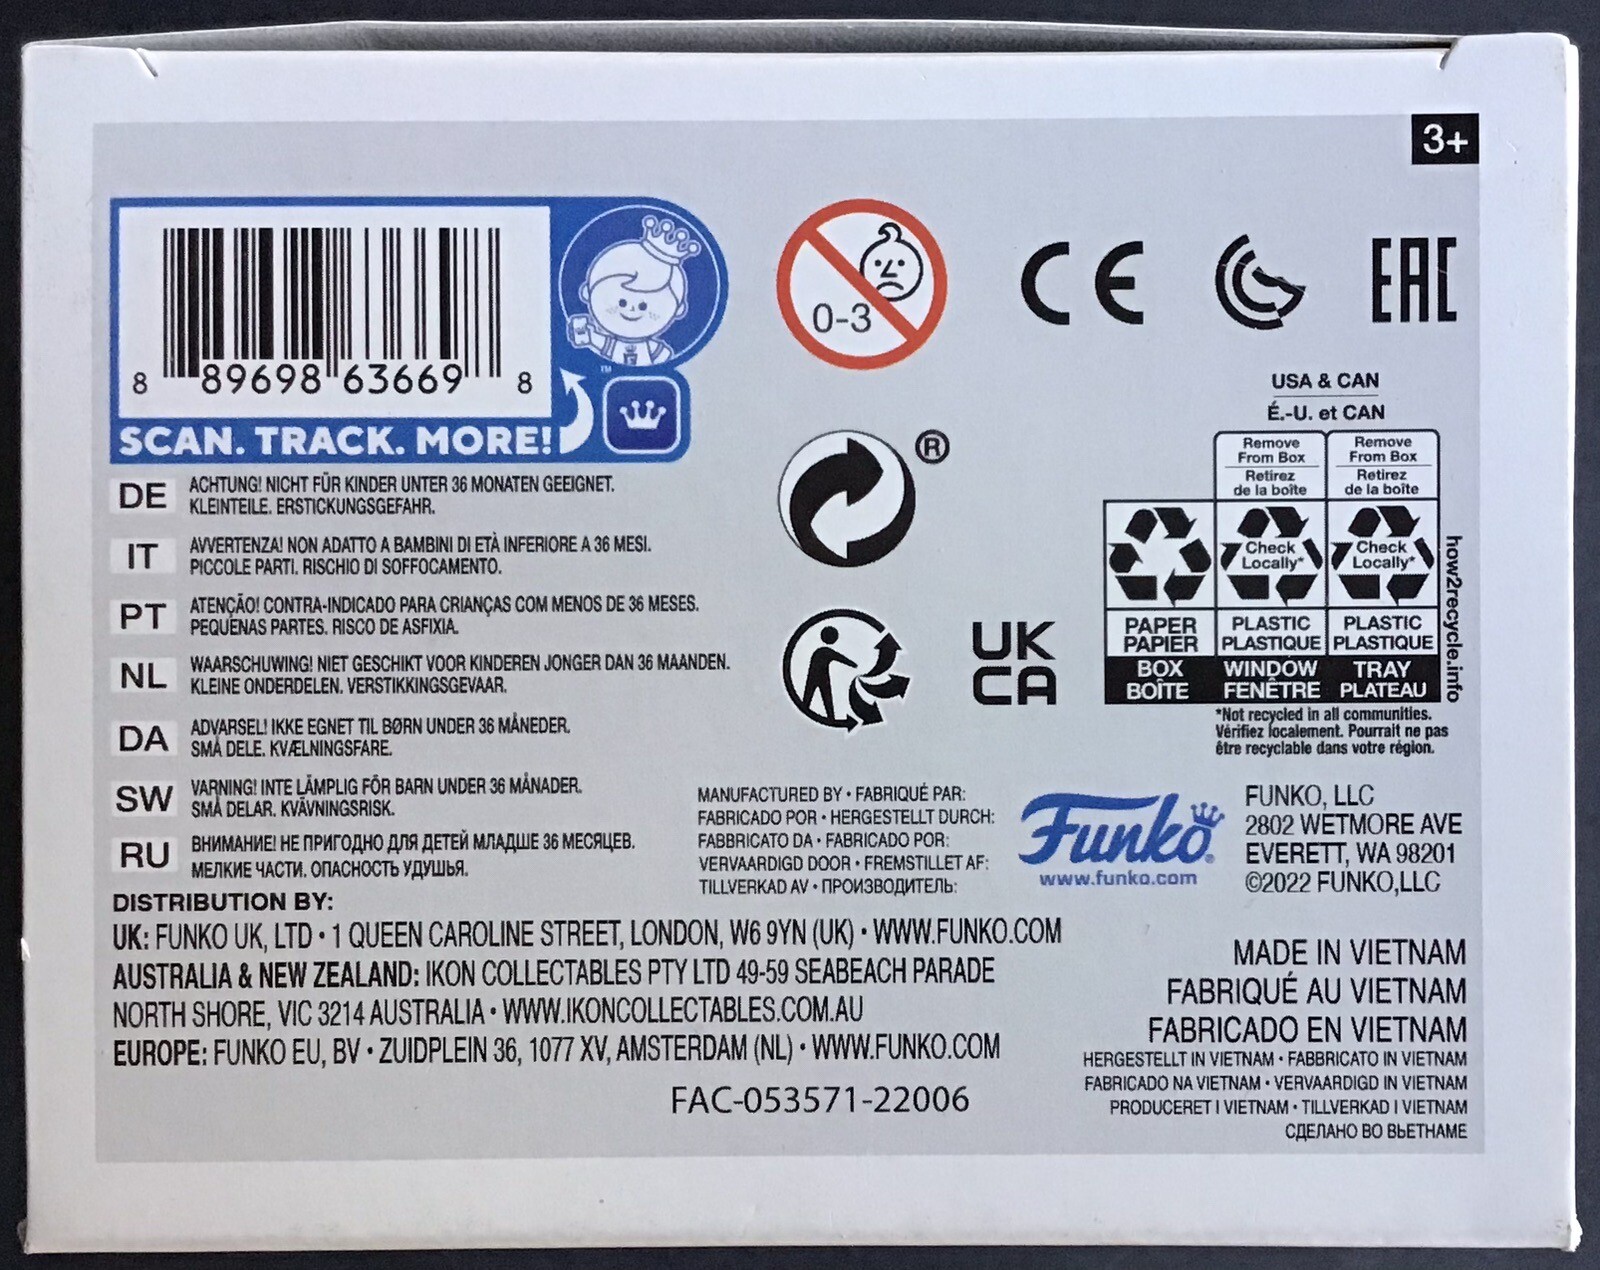 3+
8 89698 63669 8
SCAN. TRACK. MORE!
™
0-3
CE
EAC
®
UK
CA
USA & CAN
É.-U. et CAN
Remove
From Box
Retirez
de la boîte
Remove
From Box
Retirez
de la boîte
Check
Locally*
Check
Locally*
PAPER
PAPIER
PLASTIC
PLASTIQUE
PLASTIC
PLASTIQUE
BOX
BOÎTE
WINDOW
FENÊTRE
TRAY
PLATEAU
how2recycle.info
*Not recycled in all communities.
Vérifiez localement. Pourrait ne pas
être recyclable dans votre région.
DE ACHTUNG! NICHT FÜR KINDER UNTER 36 MONATEN GEEIGNET.
KLEINTEILE. ERSTICKUNGSGEFAHR.
IT AVVERTENZA! NON ADATTO A BAMBINI DI ETÀ INFERIORE A 36 MESI.
PICCOLE PARTI. RISCHIO DI SOFFOCAMENTO.
PT ATENÇÃO! CONTRA-INDICADO PARA CRIANÇAS COM MENOS DE 36 MESES.
PEQUENAS PARTES. RISCO DE ASFIXIA.
NL WAARSCHUWING! NIET GESCHIKT VOOR KINDEREN JONGER DAN 36 MAANDEN.
KLEINE ONDERDELEN. VERSTIKKINGSGEVAAR.
DA ADVARSEL! IKKE EGNET TIL BØRN UNDER 36 MÅNEDER.
SMÅ DELE. KVÆLNINGSFARE.
SW VARNING! INTE LÄMPLIG FÖR BARN UNDER 36 MÅNADER.
SMÅ DELAR. KVÄVNINGSRISK.
RU ВНИМАНИЕ! НЕ ПРИГОДНО ДЛЯ ДЕТЕЙ МЛАДШЕ 36 МЕСЯЦЕВ.
МЕЛКИЕ ЧАСТИ. ОПАСНОСТЬ УДУШЬЯ.
MANUFACTURED BY • FABRIQUÉ PAR:
FABRICADO POR • HERGESTELLT DURCH:
FABBRICATO DA • FABRICADO POR:
VERVAARDIGD DOOR • FREMSTILLET AF:
TILLVERKAD AV • ПРОИЗВОДИТЕЛЬ:
Funko®
www.funko.com
FUNKO, LLC
2802 WETMORE AVE
EVERETT, WA 98201
©2022 FUNKO,LLC
DISTRIBUTION BY:
UK: FUNKO UK, LTD • 1 QUEEN CAROLINE STREET, LONDON, W6 9YN (UK) • WWW.FUNKO.COM
AUSTRALIA & NEW ZEALAND: IKON COLLECTABLES PTY LTD 49-59 SEABEACH PARADE
NORTH SHORE, VIC 3214 AUSTRALIA • WWW.IKONCOLLECTABLES.COM.AU
EUROPE: FUNKO EU, BV • ZUIDPLEIN 36, 1077 XV, AMSTERDAM (NL) • WWW.FUNKO.COM
FAC-053571-22006
MADE IN VIETNAM
FABRIQUÉ AU VIETNAM
FABRICADO EN VIETNAM
HERGESTELLT IN VIETNAM • FABBRICATO IN VIETNAM
FABRICADO NA VIETNAM • VERVAARDIGD IN VIETNAM
PRODUCERET I VIETNAM • TILLVERKAD I VIETNAM
СДЕЛАНО ВО ВЬЕТНАМЕ